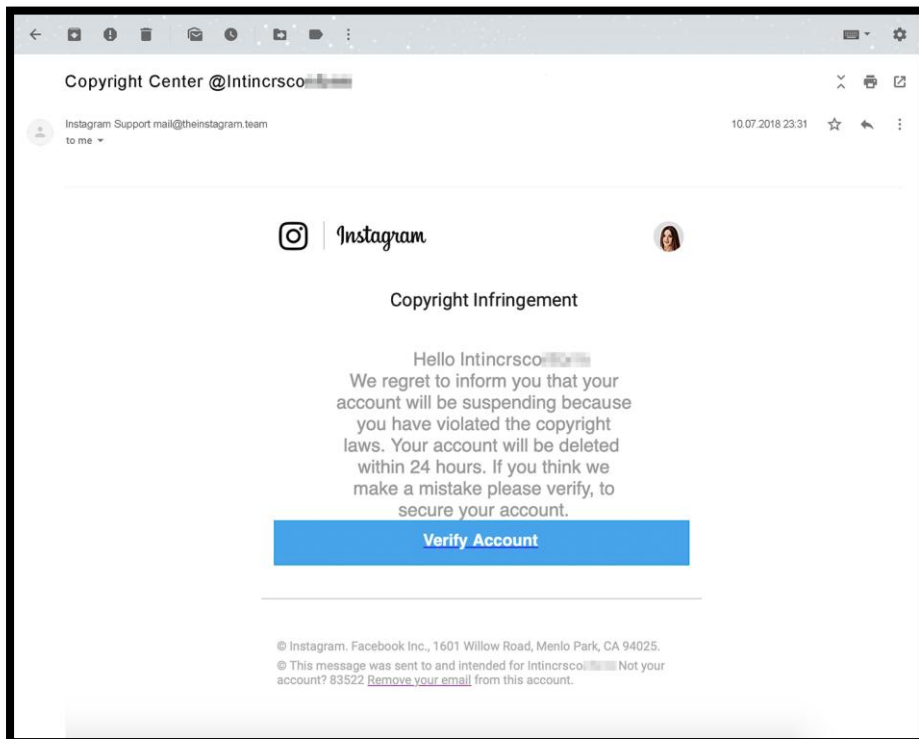 Copyright Center @Intincrsco
Instagram Support mail@theinstagram.team
10.07.2018 23:31
to me
Instagram
Copyright Infringement
Hello Intincrsco
We regret to inform you that your
account will be suspending because
you have violated the copyright
laws. Your account will be deleted
within 24 hours. If you think we
make a mistake please verify, to
secure your account.
Verify Account
© Instagram. Facebook Inc., 1601 Willow Road, Menlo Park, CA 94025.
© This message was sent to and intended for Intincrsco Not your
account? 83522 Remove your email from this account.